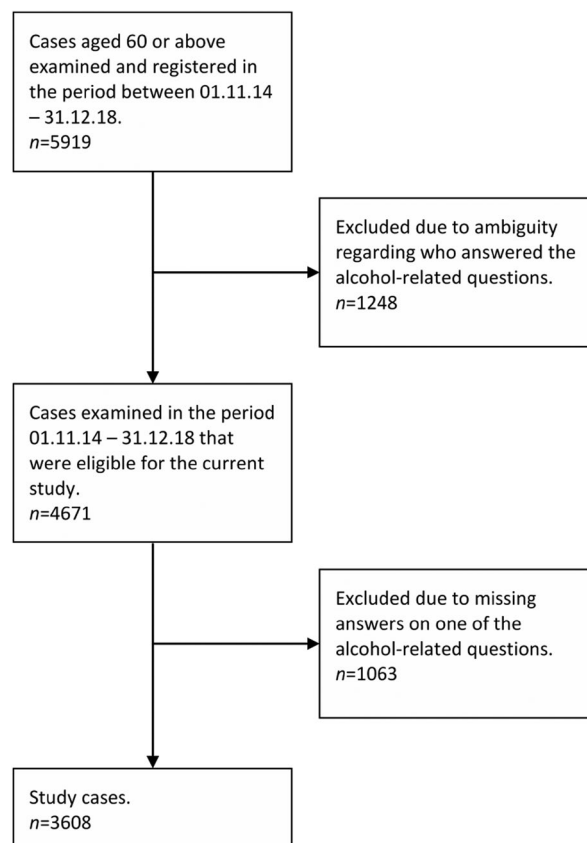 Cases aged 60 or above
examined and registered in
the period between 01.11.14
– 31.12.18.
n=5919
Excluded due to ambiguity
regarding who answered the
alcohol-related questions.
n=1248
Cases examined in the period
01.11.14 – 31.12.18 that
were eligible for the current
study.
n=4671
Excluded due to missing
answers on one of the
alcohol-related questions.
n=1063
Study cases.
n=3608